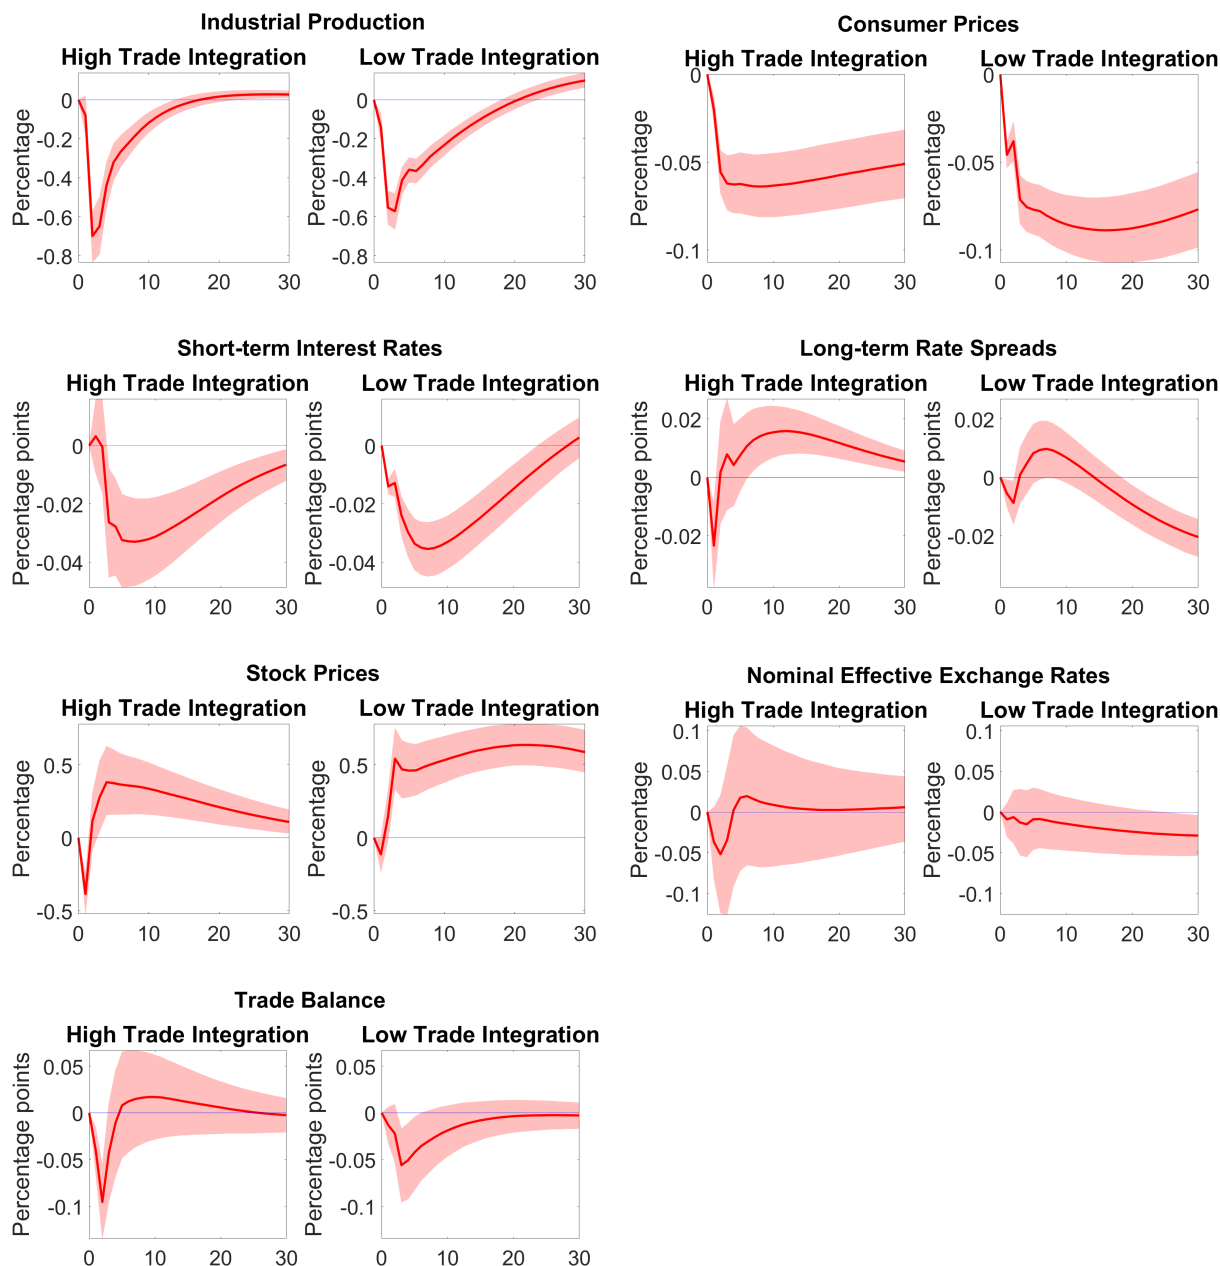 Industrial Production
High Trade Integration
Percentage
0
-0.2
-0.4
-0.6
-0.8
0 10 20 30
Low Trade Integration
0
-0.2
-0.4
-0.6
-0.8
0 10 20 30
Consumer Prices
High Trade Integration
Percentage
0
-0.05
-0.1
0 10 20 30
Low Trade Integration
Percentage
0
-0.05
-0.1
0 10 20 30
Short-term Interest Rates
High Trade Integration
Percentage points
0
-0.02
-0.04
0 10 20 30
Low Trade Integration
Percentage points
0
-0.02
-0.04
0 10 20 30
Long-term Rate Spreads
High Trade Integration
Percentage points
0.02
0
-0.02
0 10 20 30
Low Trade Integration
Percentage points
0.02
0
-0.02
0 10 20 30
Stock Prices
High Trade Integration
Percentage
0.5
0
-0.5
0 10 20 30
Low Trade Integration
Percentage
0.5
0
-0.5
0 10 20 30
Nominal Effective Exchange Rates
High Trade Integration
Percentage
0.1
0.05
0
-0.05
-0.1
0 10 20 30
Low Trade Integration
Percentage
0.1
0.05
0
-0.05
-0.1
0 10 20 30
Trade Balance
High Trade Integration
Percentage points
0.05
0
-0.05
-0.1
0 10 20 30
Low Trade Integration
Percentage points
0.05
0
-0.05
-0.1
0 10 20 30